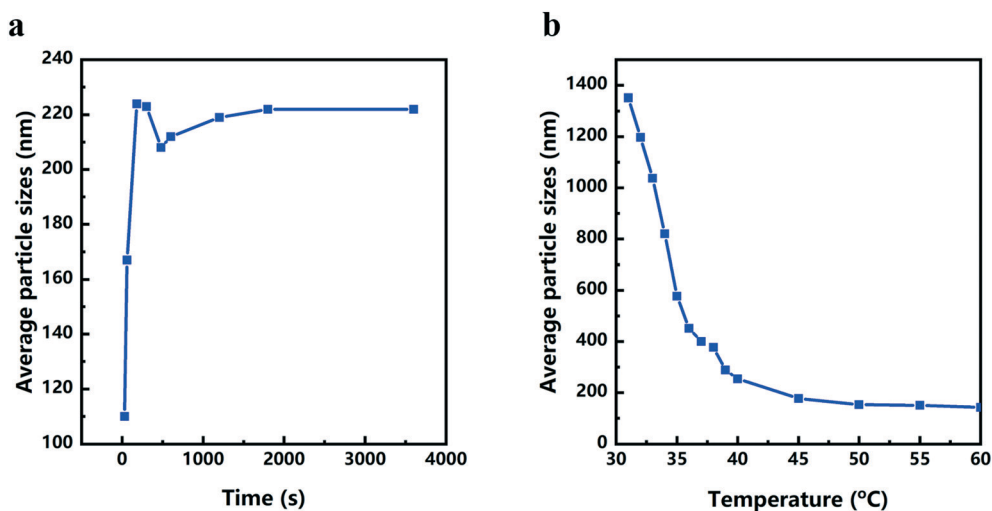 a
240
220
200
180
160
140
120
100
0 1000 2000 3000 4000
Average particle sizes (nm)
Time (s)
b
1400
1200
1000
800
600
400
200
0
30 35 40 45 50 55 60
Average particle sizes (nm)
Temperature (°C)